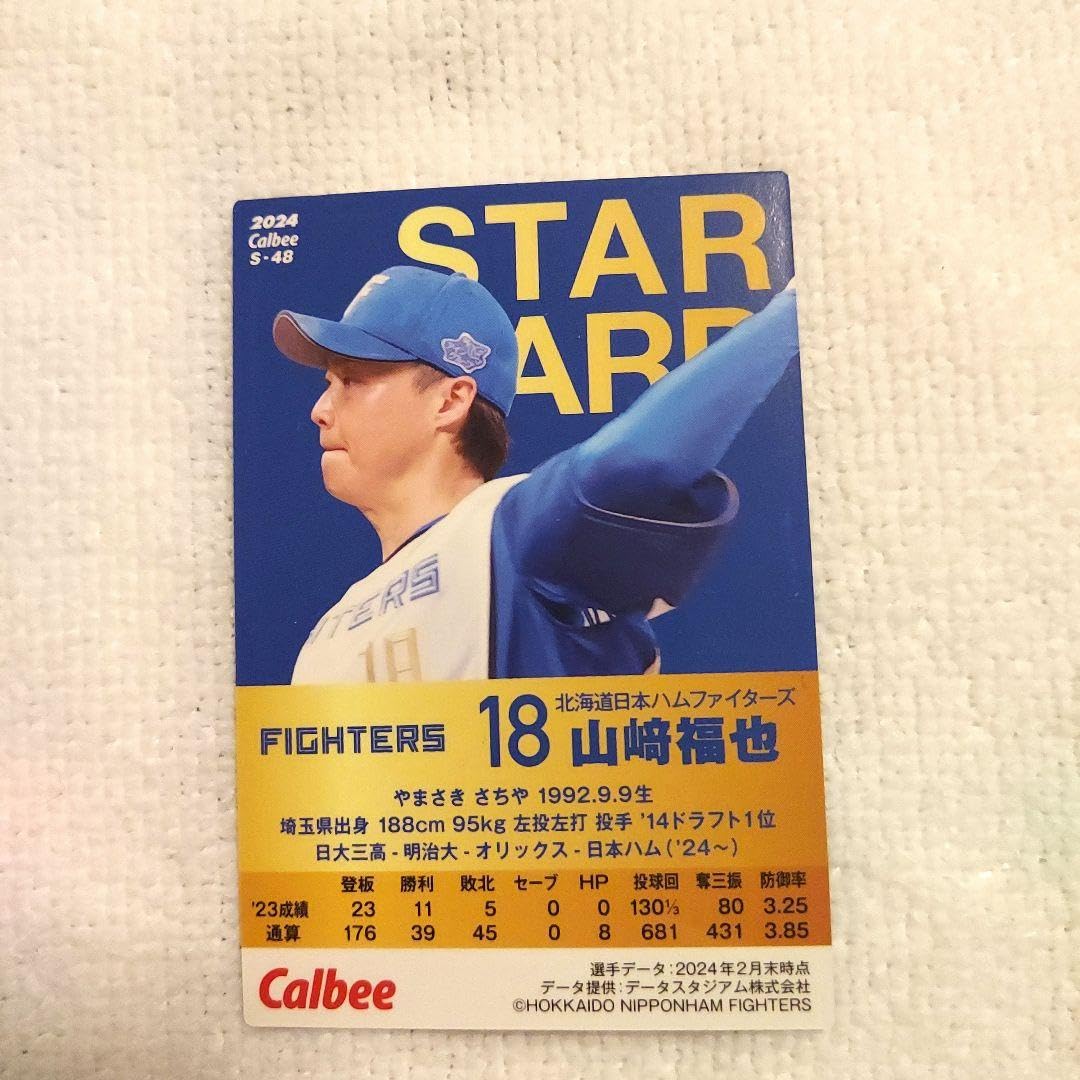 2024
Calbee
S・48
STAR
ARD
F
FIGHTERS
18
北海道日本ハムファイターズ
FIGHTERS 18 山﨑福也
やまさき さちや 1992.9.9生
埼玉県出身 188cm 95kg 左投左打 投手 '14ドラフト1位
日大三高 - 明治大 - オリックス - 日本ハム ('24〜)
登板 勝利 敗北 セーブ HP 投球回 奪三振 防御率
'23成績 23 11 5 0 0 130⅓ 80 3.25
通算 176 39 45 0 8 681 431 3.85
Calbee
選手データ:2024年2月末時点
データ提供:データスタジアム株式会社
©HOKKAIDO NIPPONHAM FIGHTERS